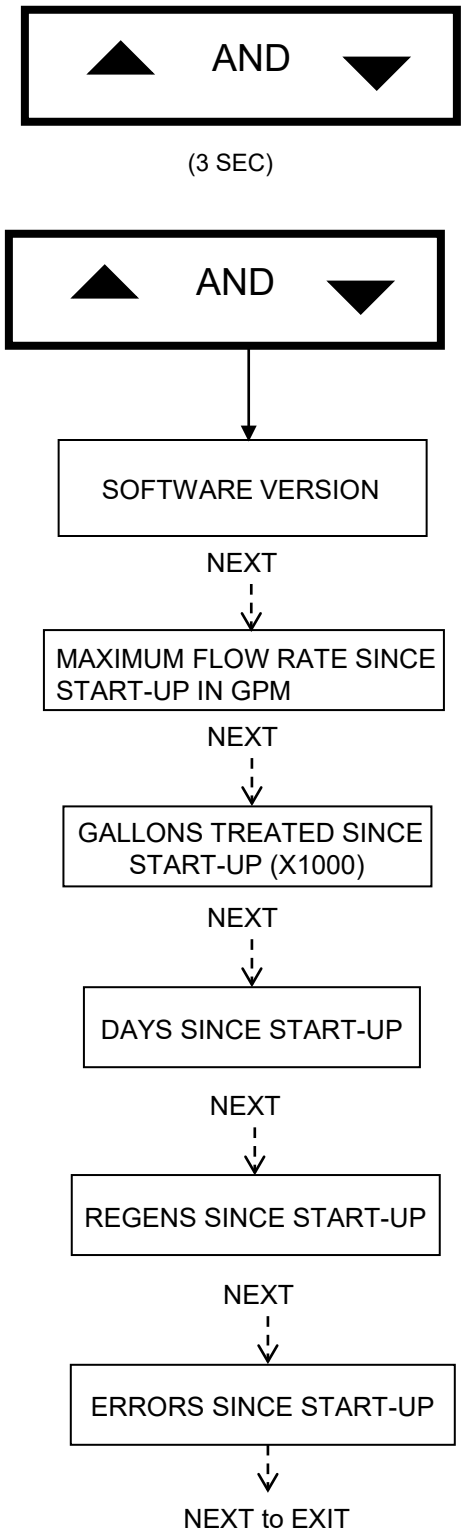 AND
(3 SEC)
AND
SOFTWARE VERSION
NEXT
MAXIMUM FLOW RATE SINCE
START-UP IN GPM
NEXT
GALLONS TREATED SINCE
START-UP (X1000)
NEXT
DAYS SINCE START-UP
NEXT
REGENS SINCE START-UP
NEXT
ERRORS SINCE START-UP
NEXT to EXIT